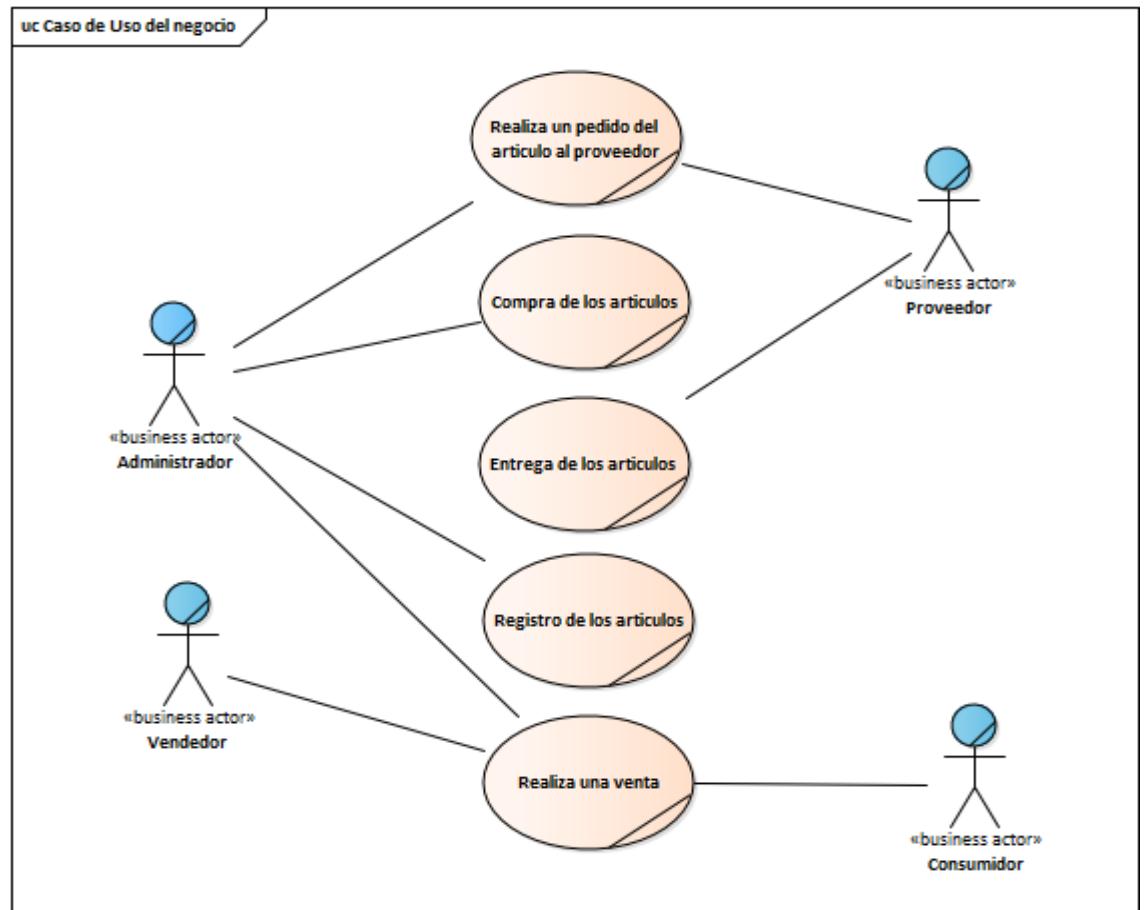 uc Caso de Uso del negocio
Realiza un pedido del
articulo al proveedor
«business actor»
Proveedor
Compra de los articulos
«business actor»
Administrador
Entrega de los articulos
Registro de los articulos
«business actor»
Vendedor
Realiza una venta
«business actor»
Consumidor